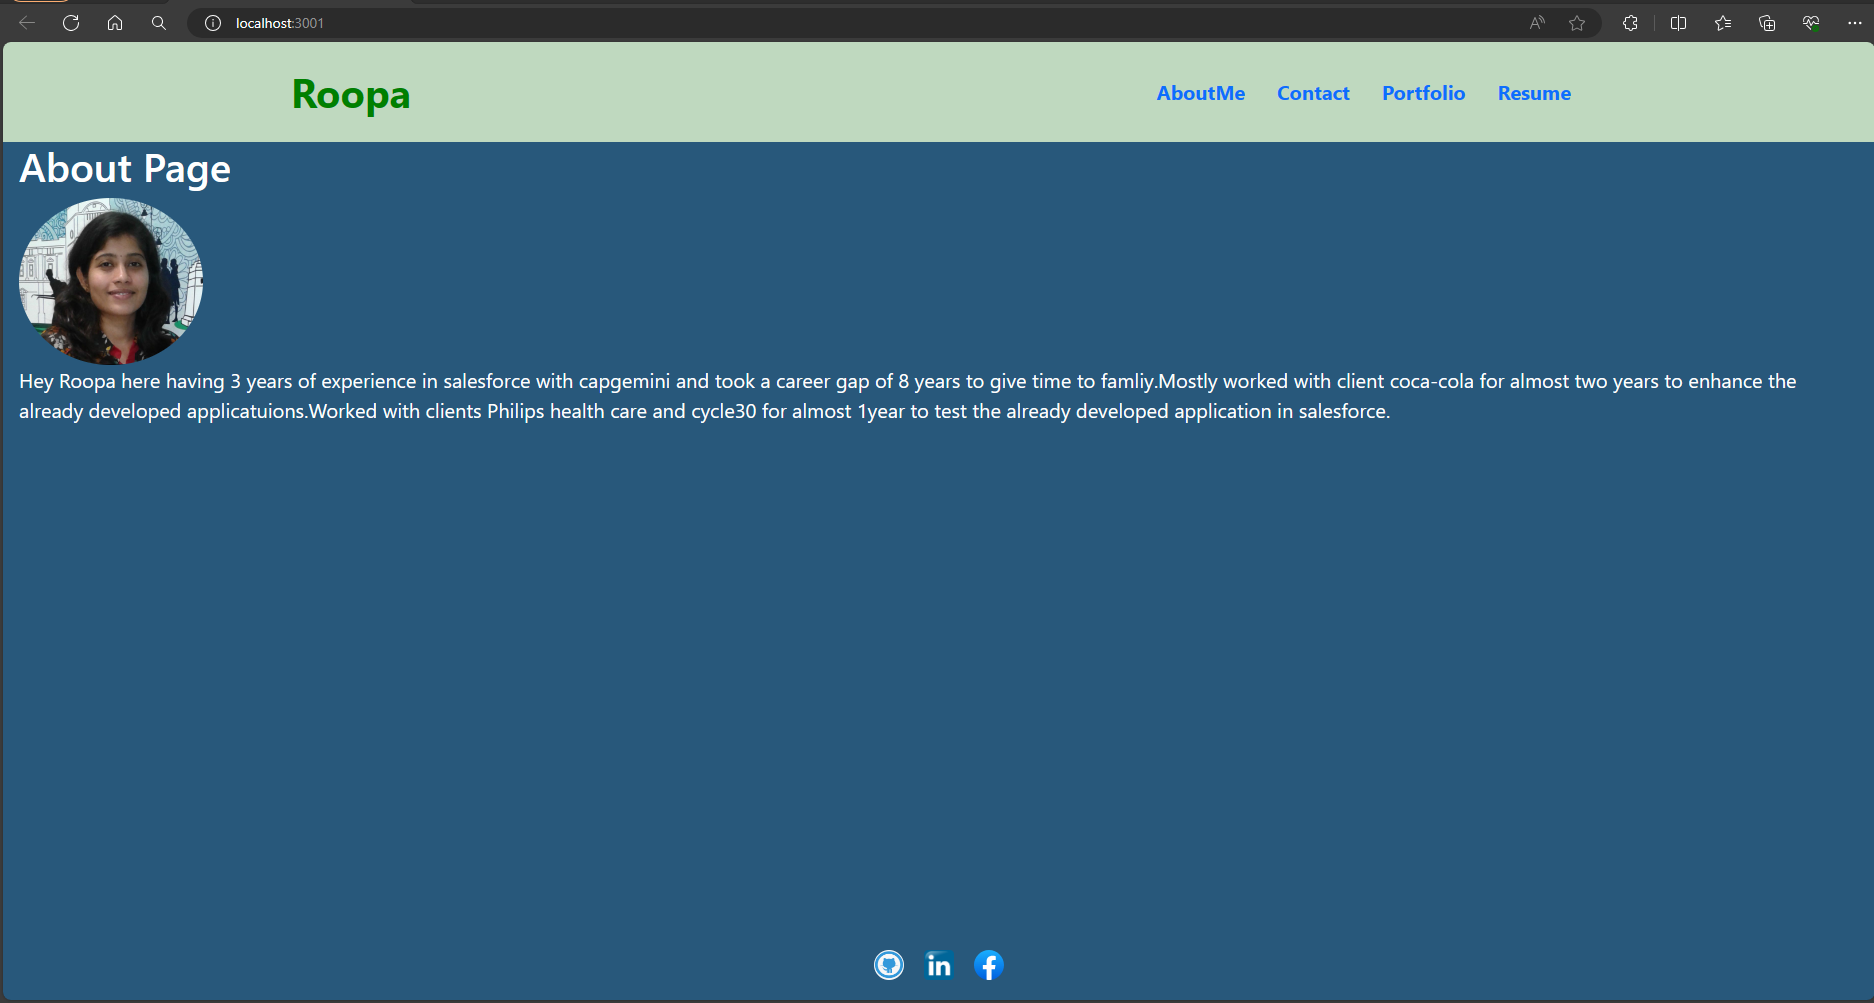 localhost:3001
Roopa
AboutMe Contact Portfolio Resume
About Page
Hey Roopa here having 3 years of experience in salesforce with capgemini and took a career gap of 8 years to give time to famliy.Mostly worked with client coca-cola for almost two years to enhance the
already developed applicatuions.Worked with clients Philips health care and cycle30 for almost 1year to test the already developed application in salesforce.
in